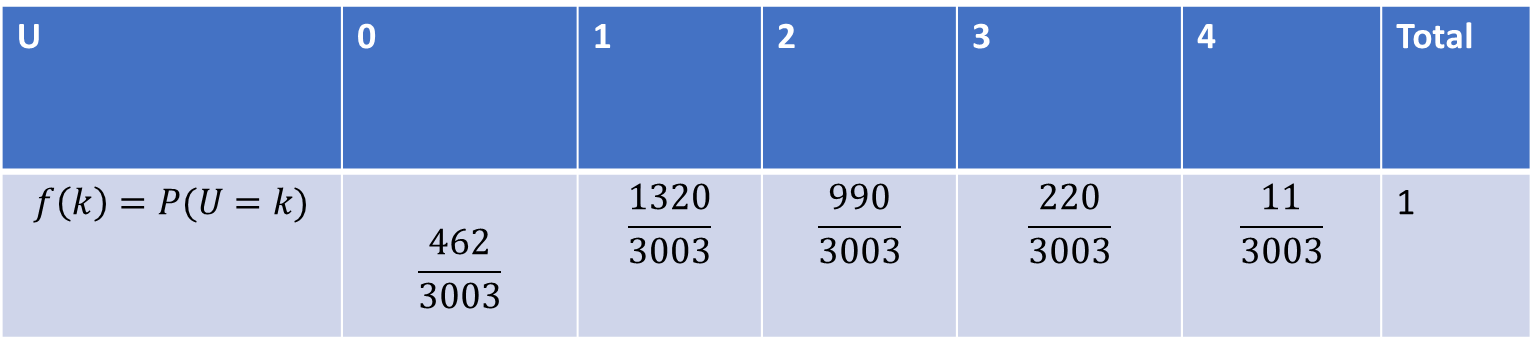 U 0 1 2 3 4 Total
f(k) = P(U = k) 462/3003 1320/3003 990/3003 220/3003 11/3003 1